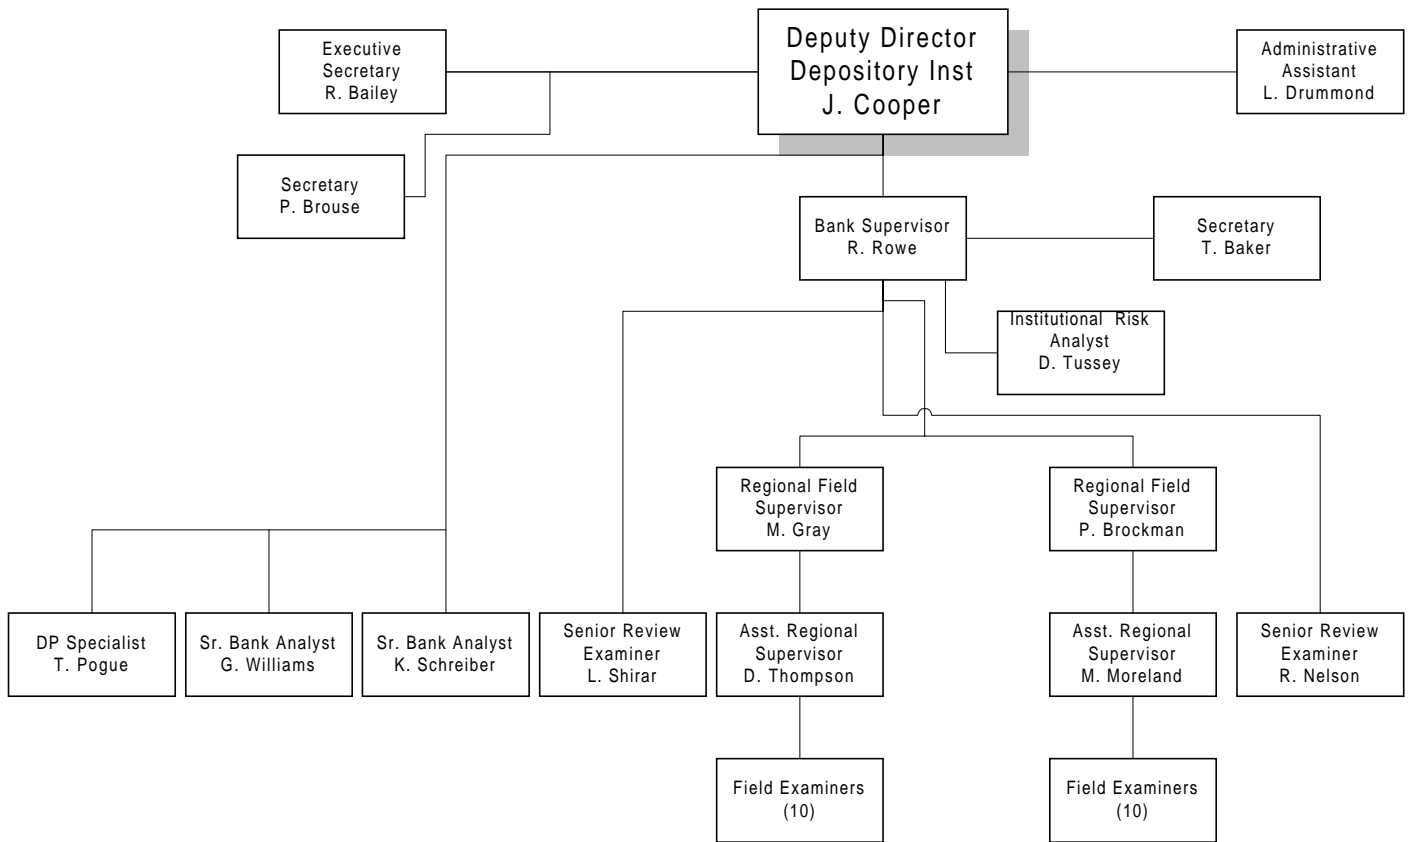 Deputy Director
Depository Inst
J. Cooper
Executive
Secretary
R. Bailey
Administrative
Assistant
L. Drummond
Secretary
P. Brouse
Bank Supervisor
R. Rowe
Secretary
T. Baker
Institutional Risk
Analyst
D. Tussey
Regional Field
Supervisor
M. Gray
Regional Field
Supervisor
P. Brockman
DP Specialist
T. Pogue
Sr. Bank Analyst
G. Williams
Sr. Bank Analyst
K. Schreiber
Senior Review
Examiner
L. Shirar
Asst. Regional
Supervisor
D. Thompson
Asst. Regional
Supervisor
M. Moreland
Senior Review
Examiner
R. Nelson
Field Examiners
(10)
Field Examiners
(10)